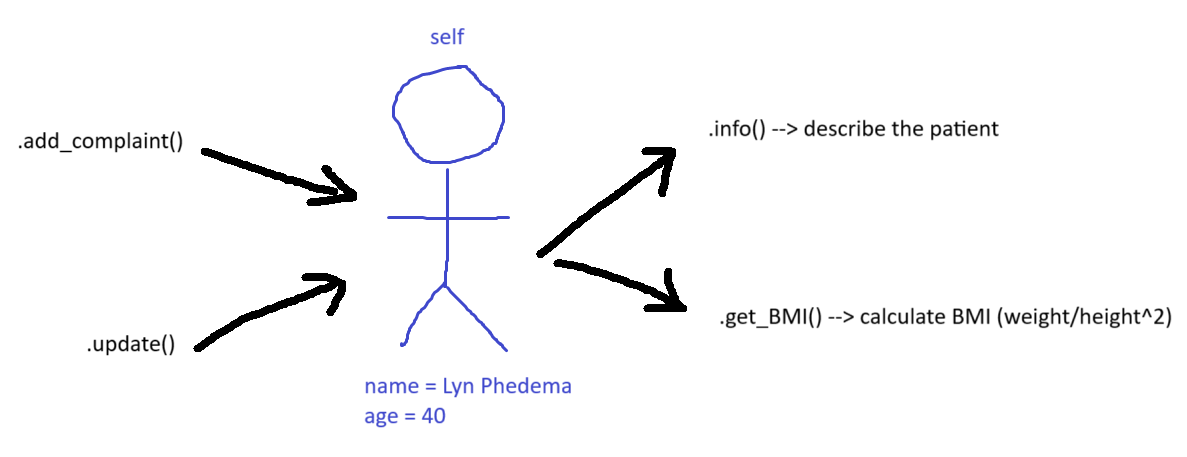 self
.add_complaint()
.info() --> describe the patient
.update()
.get_BMI() --> calculate BMI (weight/height^2)
name = Lyn Phedema
age = 40